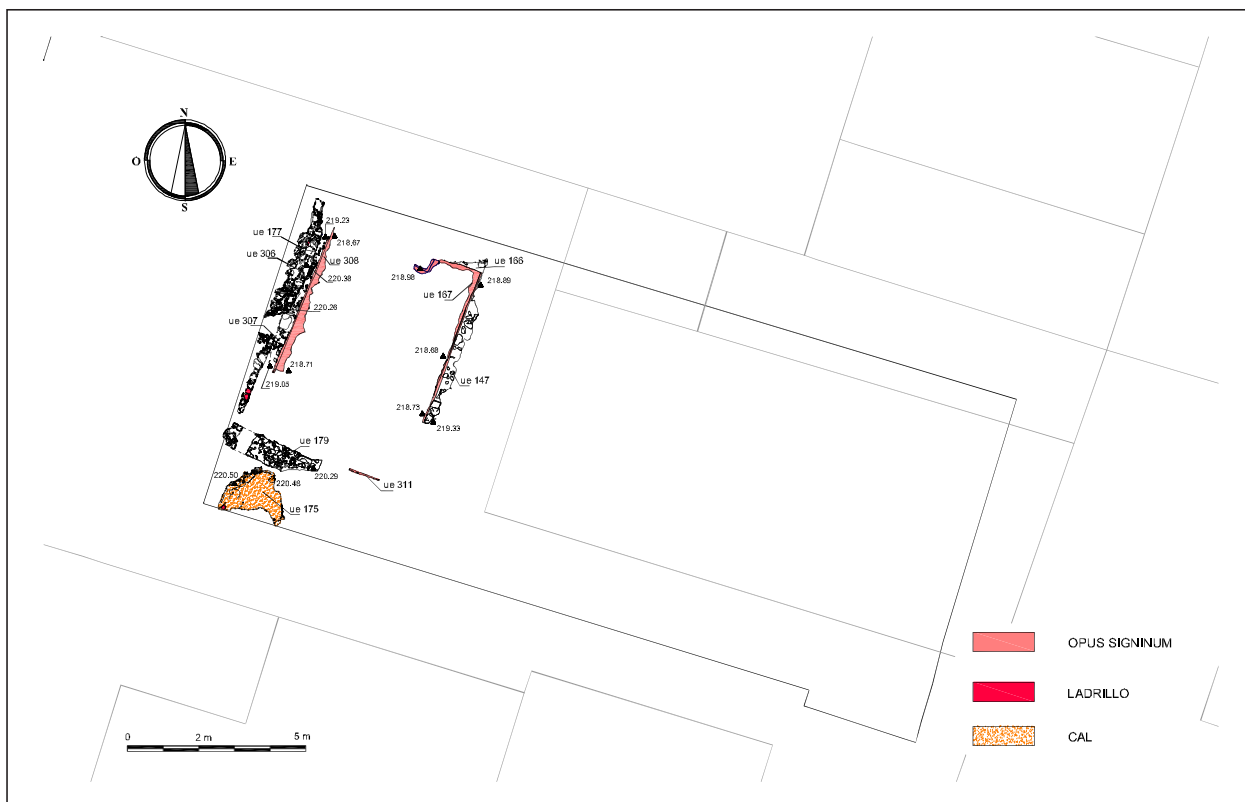 N
O
E
S
219.23
ue 177
218.67
ue 306
ue 308
220.38
220.26
ue 307
218.71
219.05
ue 166
218.98
218.89
ue 167
218.68
ue 147
218.73
219.33
ue 179
220.50
220.48
220.29
ue 311
ue 175
OPUS SIGNINUM
LADRILLO
CAL
0 2 m 5 m